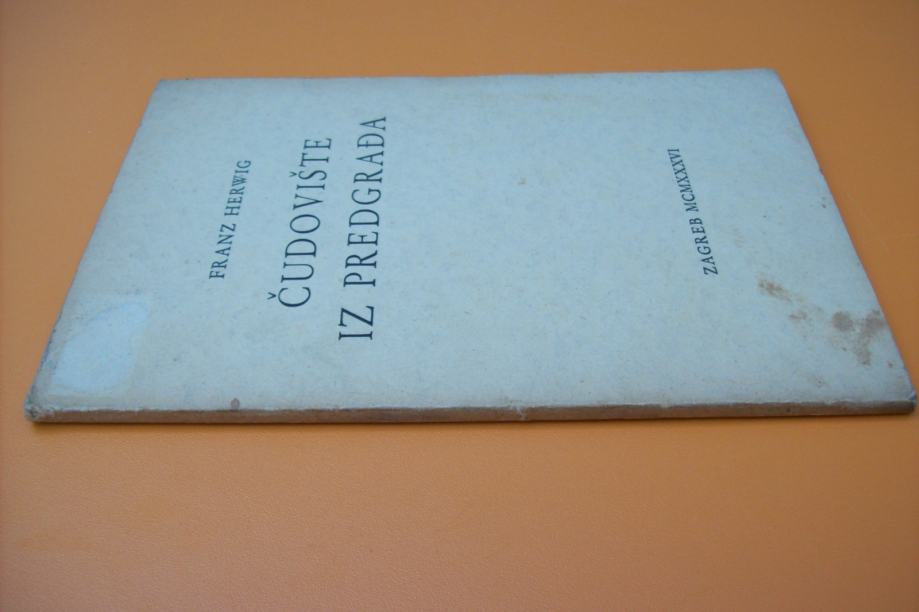 FRANZ HERWIG
ČUDOVIŠTE
IZ PREDGRAĐA
ZAGREB MCMXXXVI